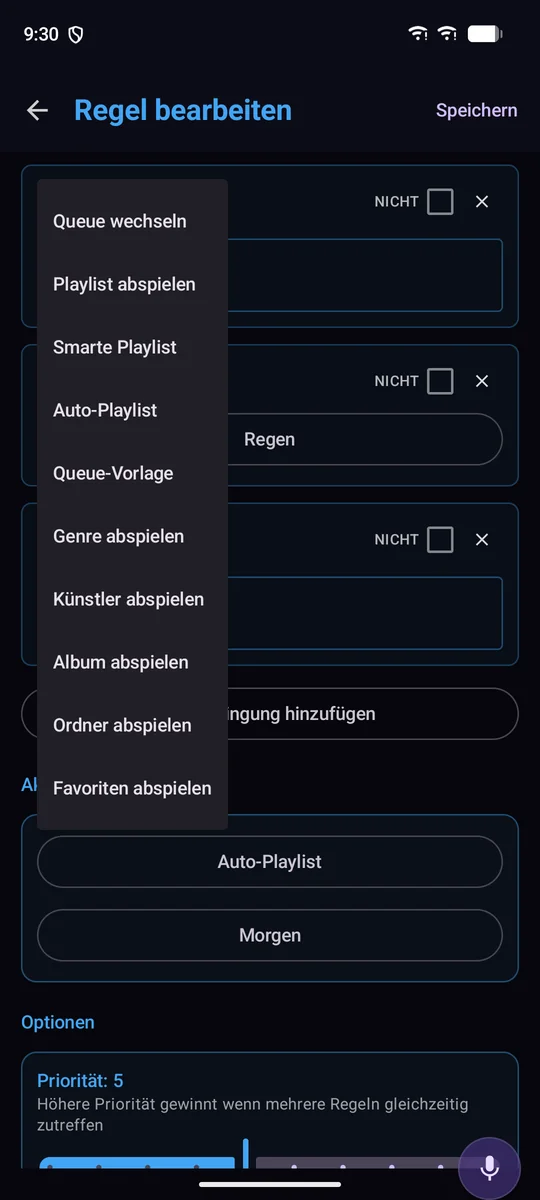 9:30
Regel bearbeiten
Speichern
NICHT
Queue wechseln
Playlist abspielen
Smarte Playlist
NICHT
Auto-Playlist
Regen
Queue-Vorlage
Genre abspielen
NICHT
Künstler abspielen
Album abspielen
Ordner abspielen
ingung hinzufügen
Favoriten abspielen
Auto-Playlist
Morgen
Optionen
Priorität: 5
Höhere Priorität gewinnt wenn mehrere Regeln gleichzeitig
zutreffen